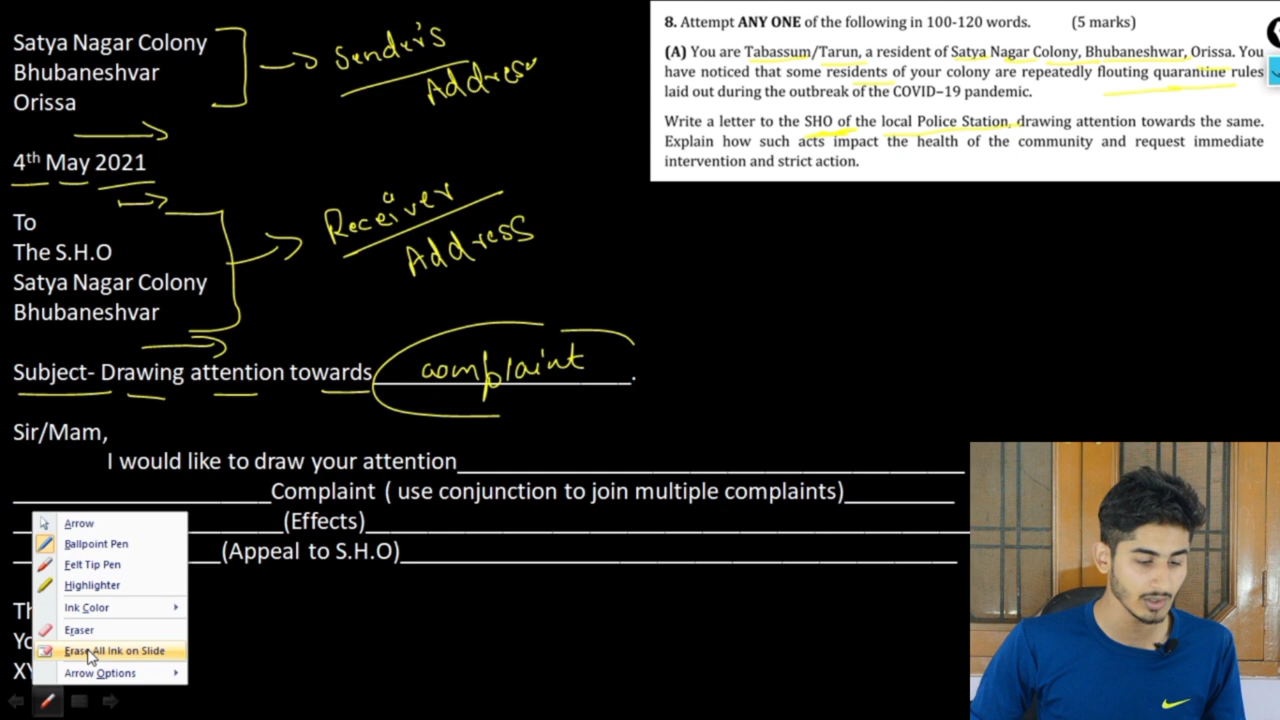 Satya Nagar Colony
Bhubaneshvar
Orissa
Sender's
Address
4th May 2021
To
The S.H.O
Satya Nagar Colony
Bhubaneshvar
Receiver
Address
Subject- Drawing attention towards complaint.
Sir/Mam,
I would like to draw your attention
Complaint ( use conjunction to join multiple complaints)
(Effects)
(Appeal to S.H.O)
8. Attempt ANY ONE of the following in 100-120 words. (5 marks)
(A) You are Tabassum/Tarun, a resident of Satya Nagar Colony, Bhubaneshwar, Orissa. You
have noticed that some residents of your colony are repeatedly flouting quarantine rules
laid out during the outbreak of the COVID-19 pandemic.
Write a letter to the SHO of the local Police Station, drawing attention towards the same.
Explain how such acts impact the health of the community and request immediate
intervention and strict action.
Arrow
Ballpoint Pen
Felt Tip Pen
Highlighter
Ink Color
Eraser
Erase All Ink on Slide
Arrow Options